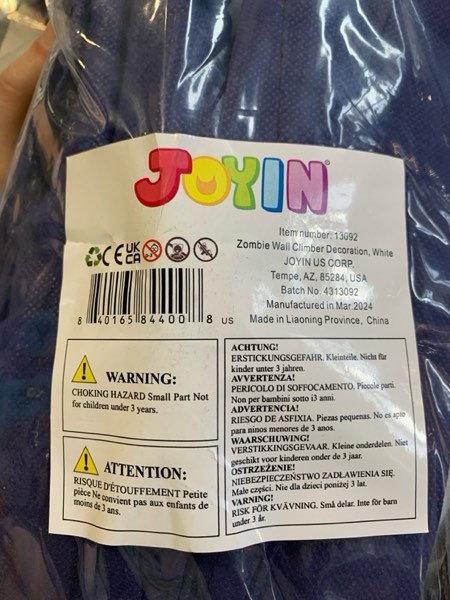 JOYIN®
Item number: 13092
Zombie Wall Climber Decoration, White
JOYIN US CORP.
Tempe, AZ, 85284, USA
Batch No. 4313092
Manufactured in Mar.2024
Made in Liaoning Province, China
CE UK
CA
0-3
8 40165 84400 8 US
WARNING:
CHOKING HAZARD Small Part Not
for children under 3 years.
ATTENTION:
RISQUE D'ÉTOUFFEMENT Petite
pièce Ne convient pas aux enfants de
moins de 3 ans.
ACHTUNG!
ERSTICKUNGSGEFAHR. Kleinteile. Nicht für
kinder unter 3 jahren.
AVVERTENZA!
PERICOLO DI SOFFOCAMENTO. Piccole parti.
Non per bambini sotto i3 anni.
ADVERTENCIA!
RIESGO DE ASFIXIA. Piezas pequenas. No es apto
para ninos menores de 3 anos.
WAARSCHUWING!
VERSTIKKINGSGEVAAR. Kleine onderdelen. Niet
geschikt voor kinderen onder de 3 jaar.
OSTRZEŻENIE!
NIEBEZPIECZEŃSTWO ZADŁAWIENIA SIĘ.
Małe części. Nie dla dzieci poniżej 3 lat.
VARNING!
RISK FÖR KVÄVNING. Små delar. Inte för barn
under 3 år.